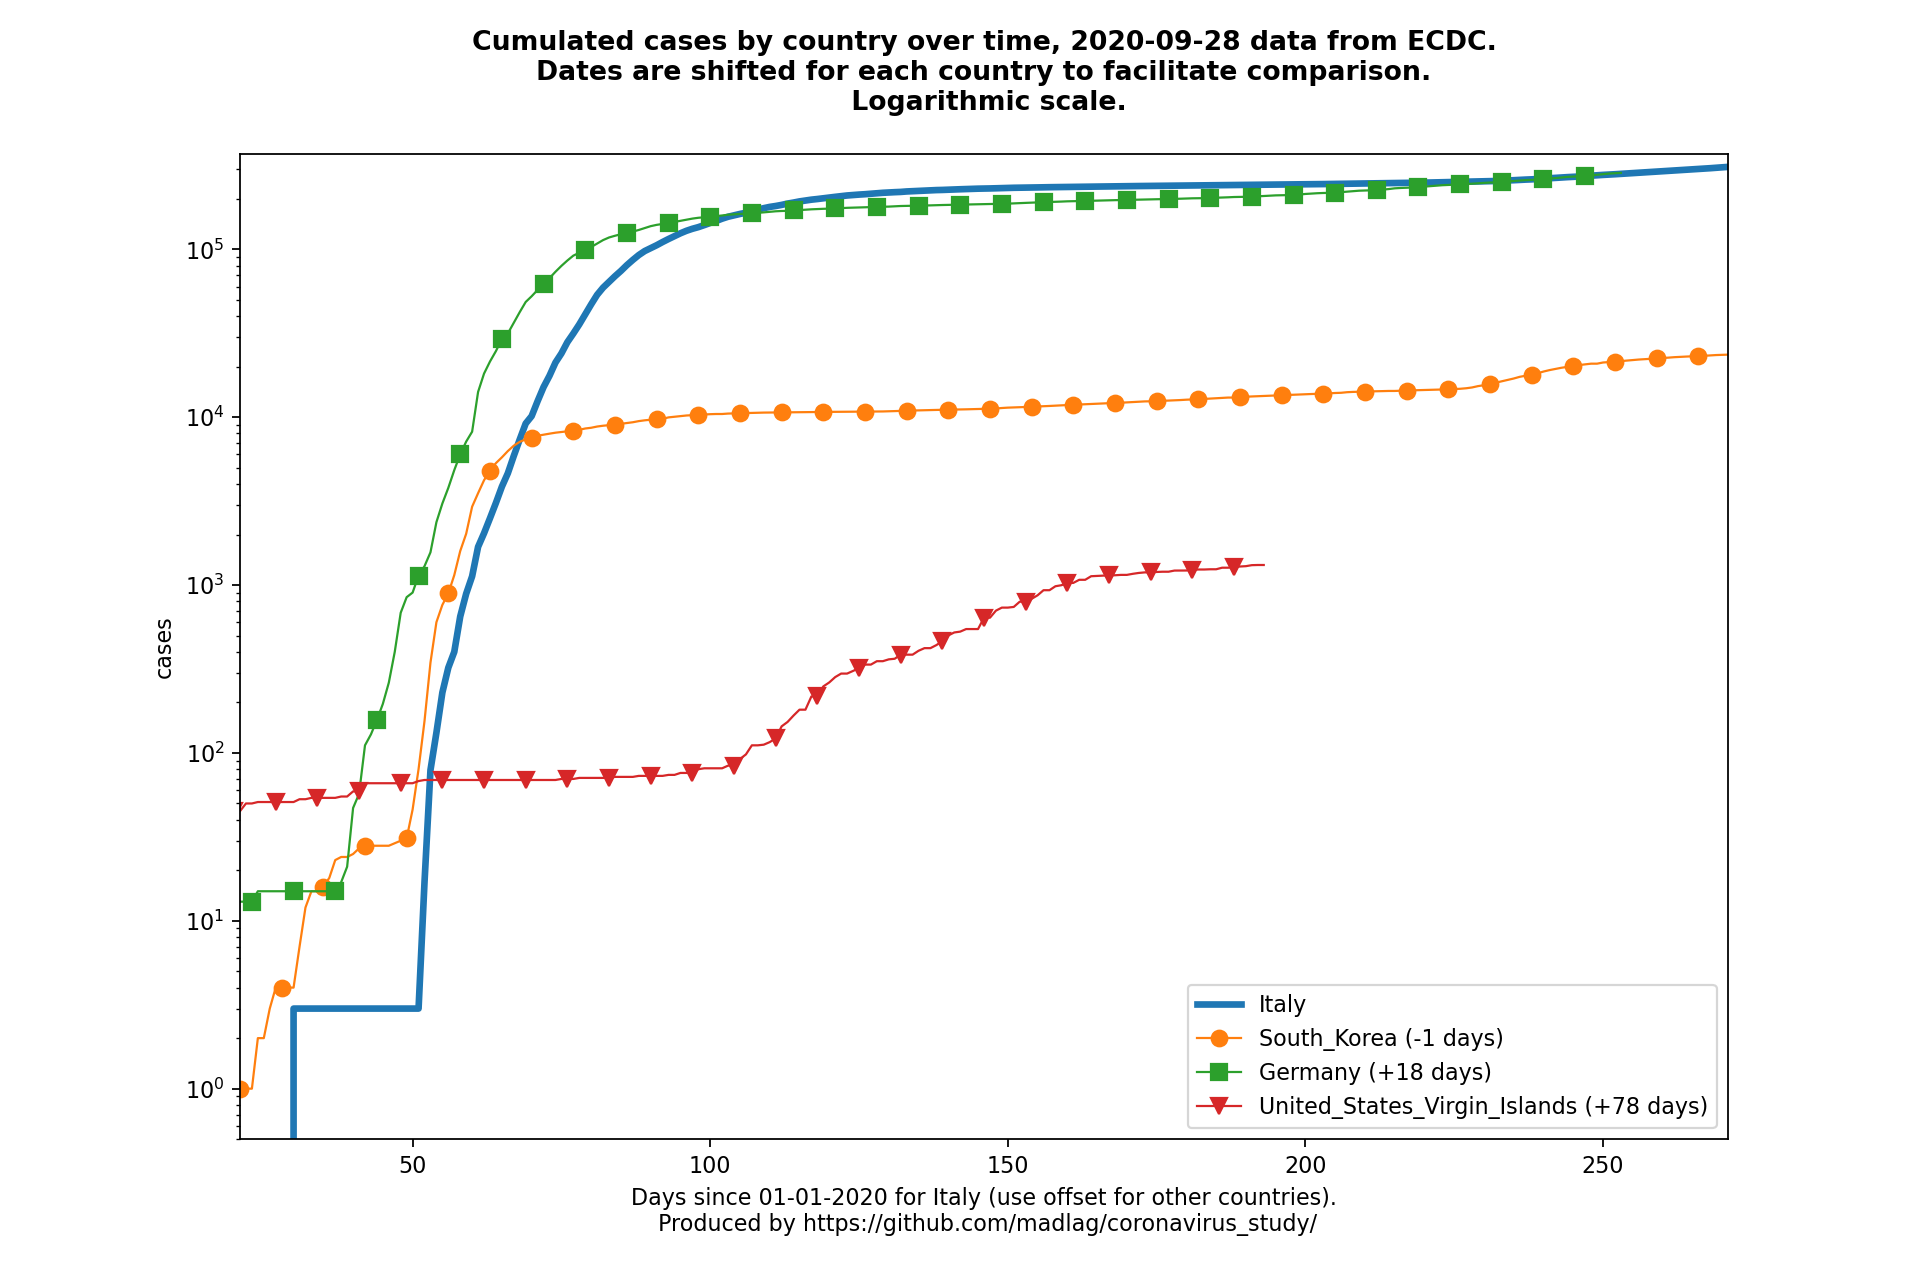 Cumulated cases by country over time, 2020-09-28 data from ECDC.
Dates are shifted for each country to facilitate comparison.
Logarithmic scale.
10^5
10^4
10^3
10^2
10^1
10^0
cases
Italy
South_Korea (-1 days)
Germany (+18 days)
United_States_Virgin_Islands (+78 days)
50 100 150 200 250
Days since 01-01-2020 for Italy (use offset for other countries).
Produced by https://github.com/madlag/coronavirus_study/